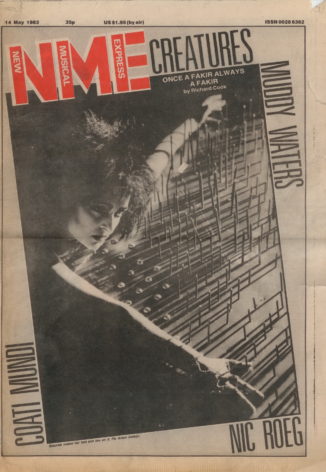 14 May 1983
35p
US $1.95 (by air)
ISSN 0028 6362
NEW
MUSICAL
EXPRESS
NME
CREATURES
ONCE A FAKIR ALWAYS
A FAKIR
by Richard Cook
MUDDY WATERS
COATI MUNDI
NIC ROEG